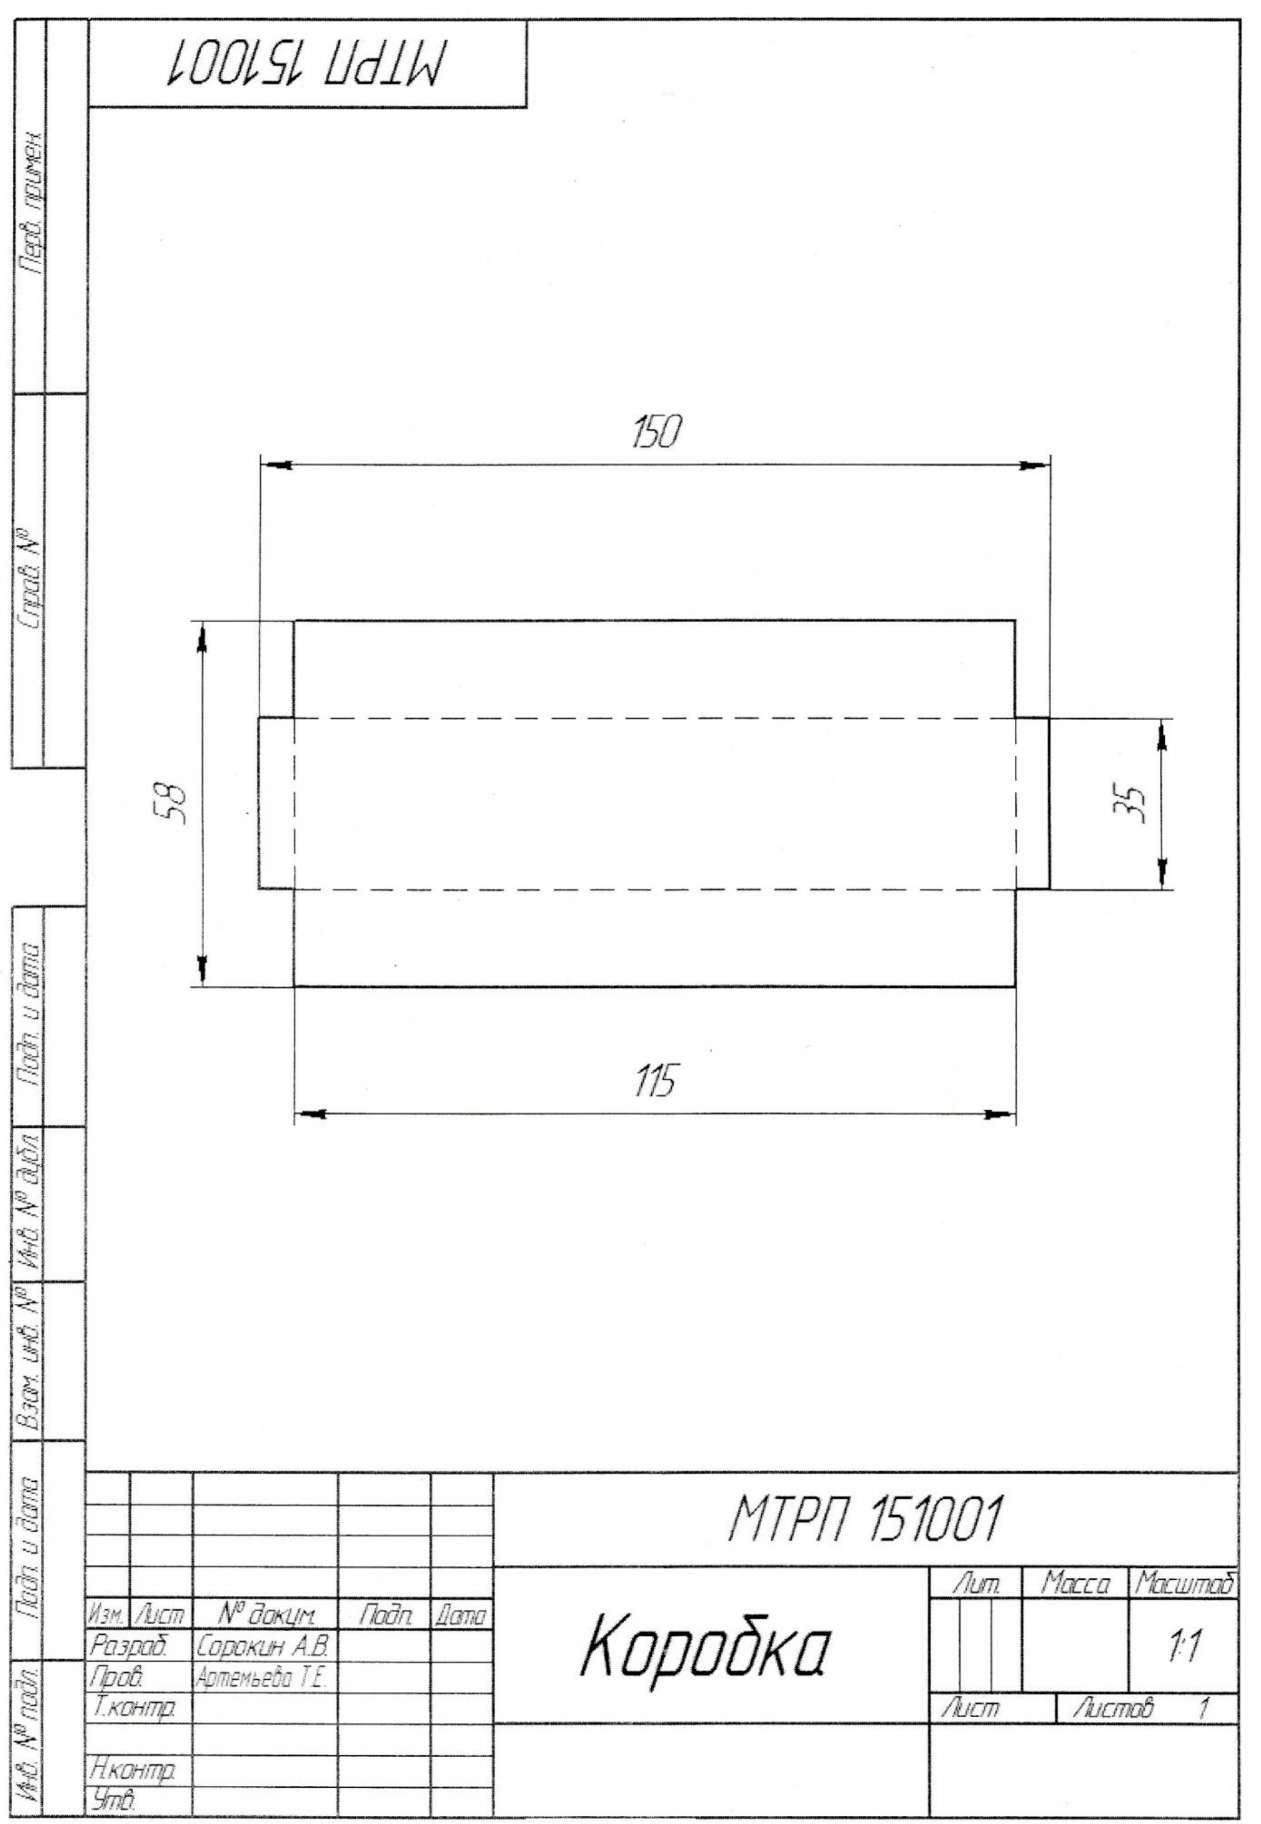 МТРП 151001
Перв. примен.
Справ. №
Подп. и дата
Инв. № дубл.
Взам. инв. №
Подп. и дата
Инв. № подл.
150
58
35
115
МТРП 151001
Изм. Лист № докум. Подп. Дата
Разраб. Сорокин А.В.
Пров. Артемьева Т.Е.
Т.контр.
Н.контр.
Утв.
Коробка
Лит. Масса Масштаб
1:1
Лист Листов 1